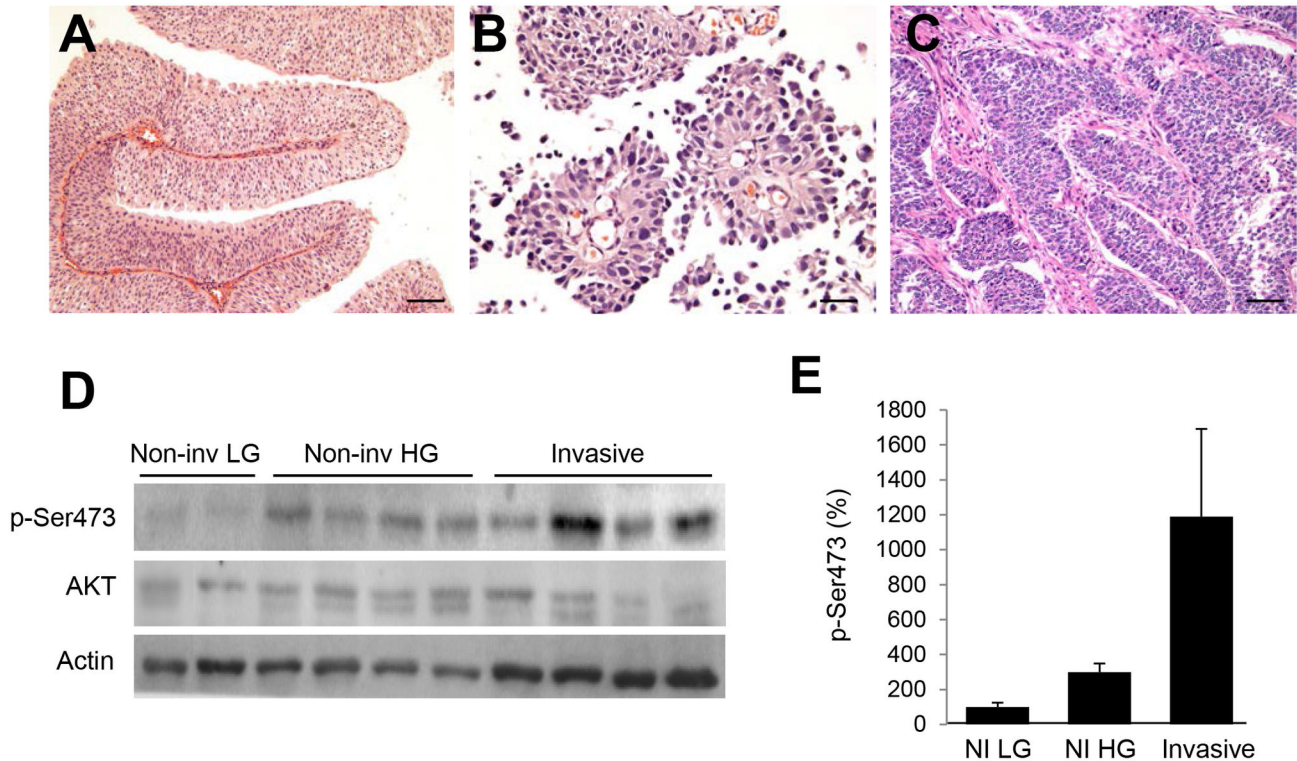 A
B
C
D
Non-inv LG Non-inv HG Invasive
p-Ser473
AKT
Actin
E
p-Ser473 (%)
1800
1600
1400
1200
1000
800
600
400
200
0
NI LG NI HG Invasive